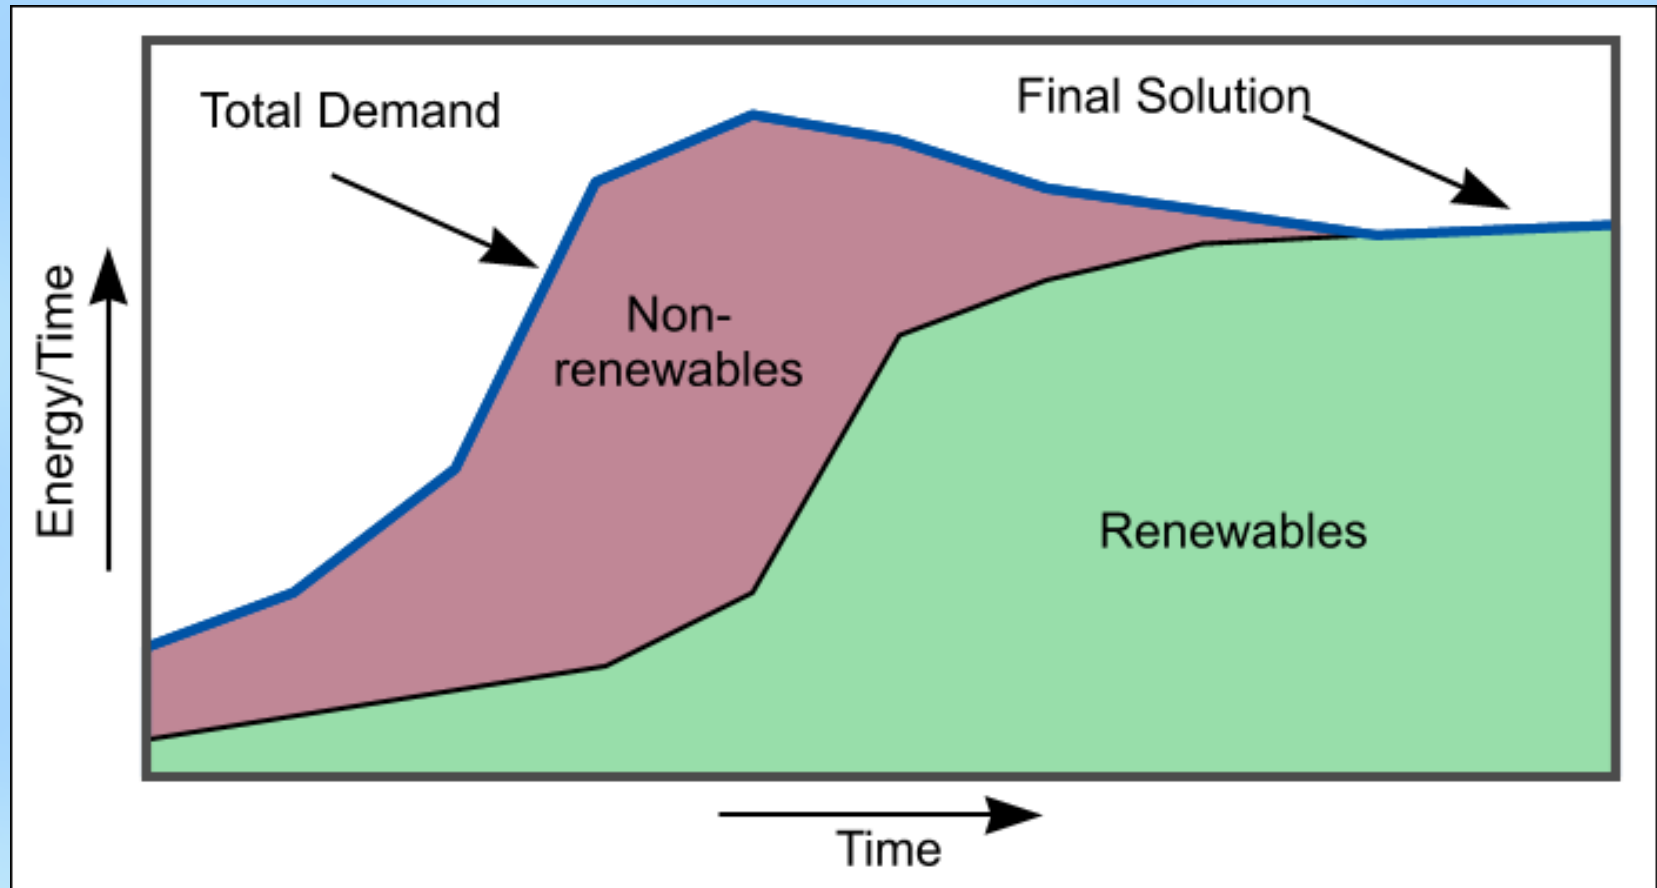 Total Demand
Final Solution
Non-
renewables
Energy/Time
Renewables
Time